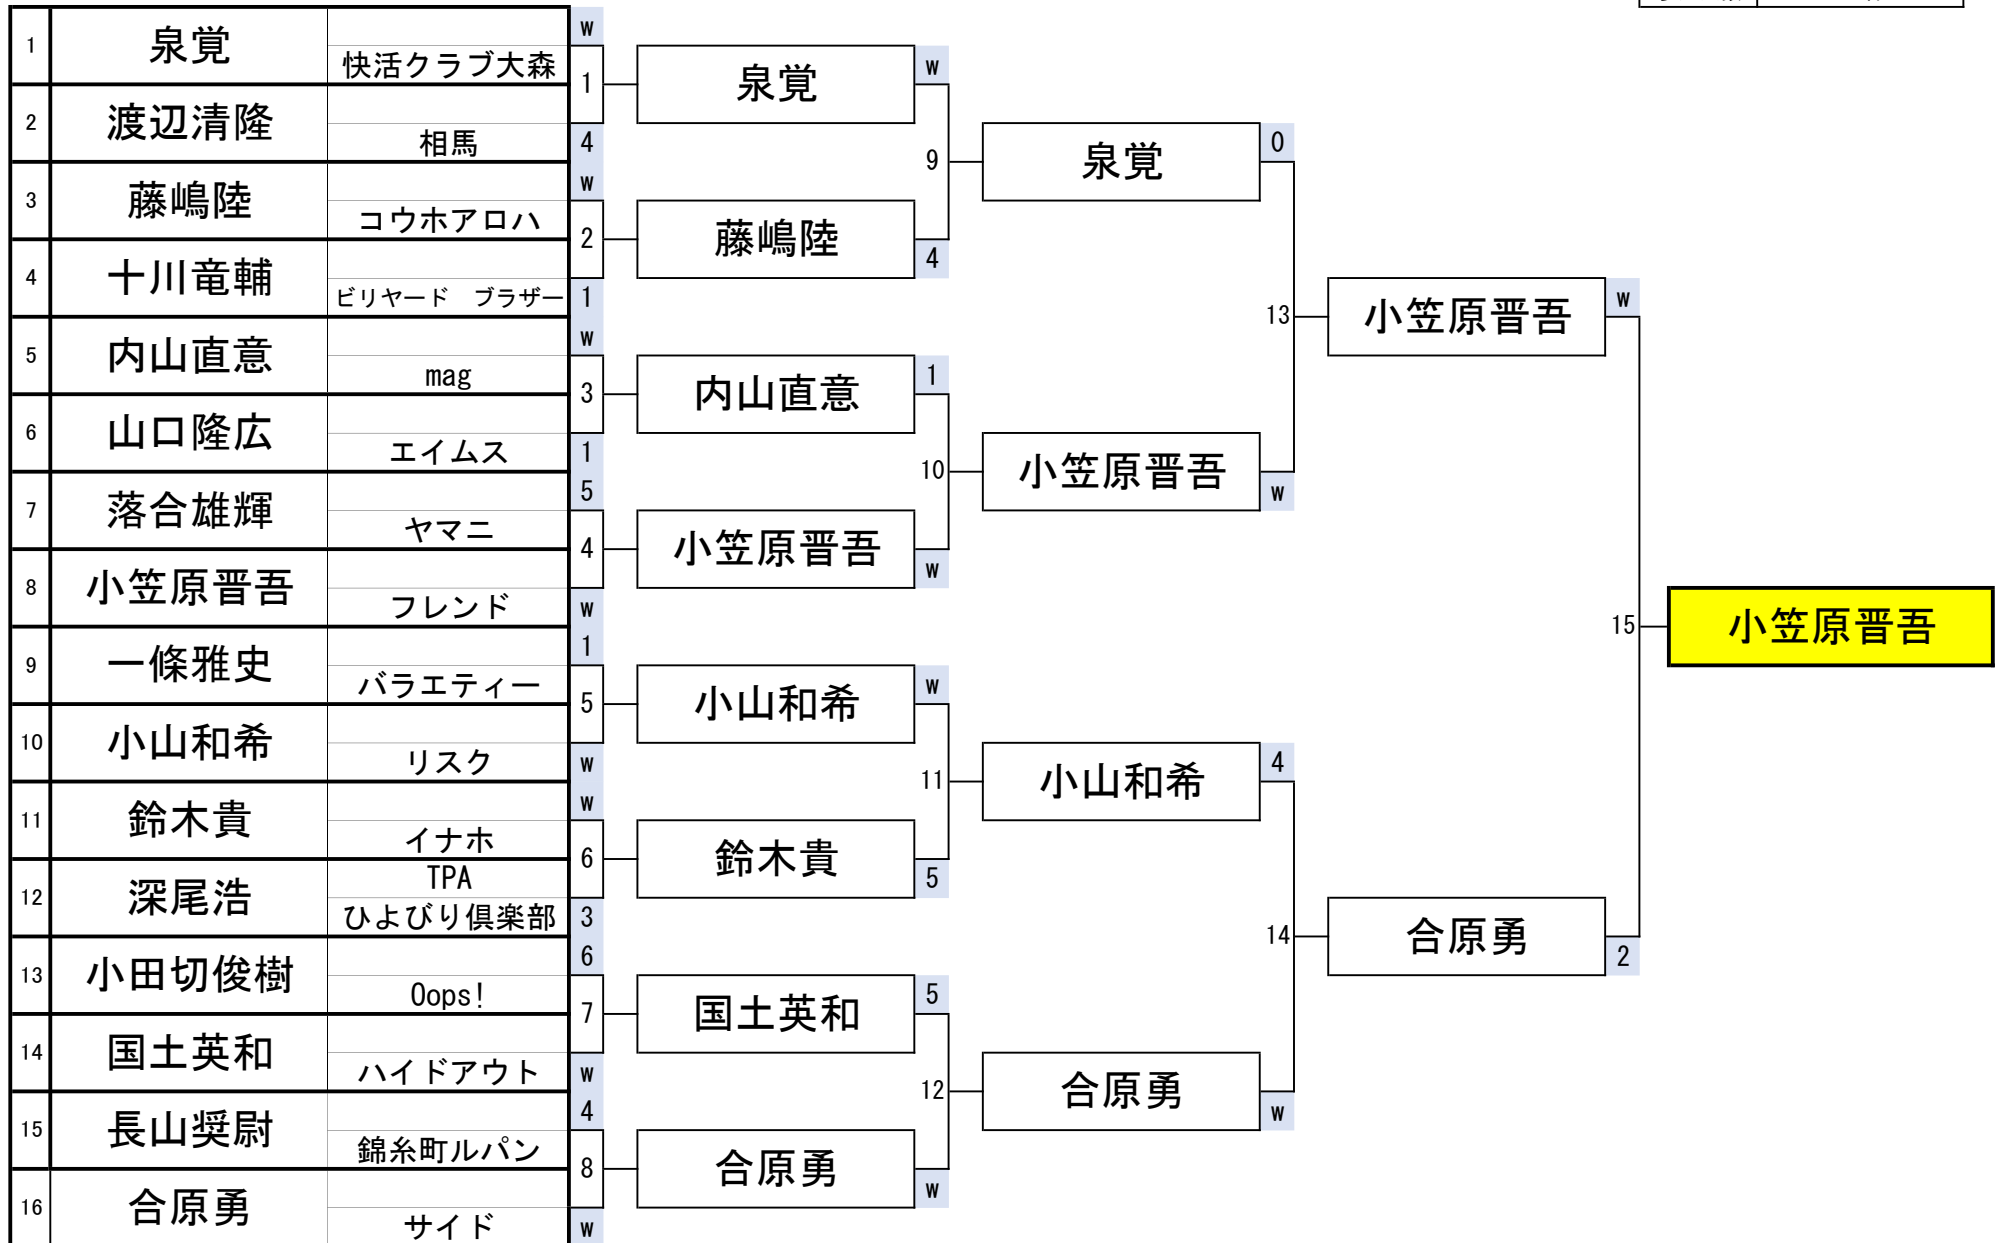 1 泉覚 快活クラブ大森 W
1
2 渡辺清隆 相馬 4
3 藤嶋陸 コウホアロハ W
2
4 十川竜輔 ビリヤード　ブラザー 1
5 内山直意 mag W
3
6 山口隆広 エイムス 1
7 落合雄輝 ヤマニ 5
4
8 小笠原晋吾 フレンド W
9 一條雅史 バラエティー 1
5
10 小山和希 リスク W
11 鈴木貴 イナホ W
6
12 深尾浩 TPA
ひよびり倶楽部 3
13 小田切俊樹 Oops! 6
7
14 国土英和 ハイドアウト W
15 長山奨尉 錦糸町ルパン 4
8
16 合原勇 サイド W
泉覚 W
9
藤嶋陸 4
内山直意 1
10
小笠原晋吾 W
小山和希 W
11
鈴木貴 5
国土英和 5
12
合原勇 W
泉覚 0
13
小笠原晋吾 W
小山和希 4
14
合原勇 W
小笠原晋吾 W
15
合原勇 2
小笠原晋吾